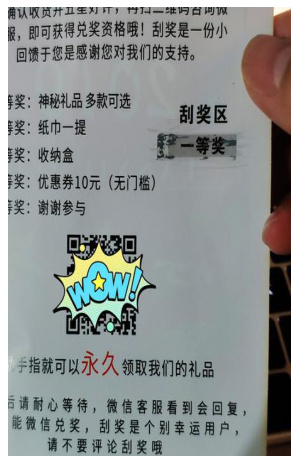 确认收货并五星好评，再扫二维码咨询微
服，即可获得兑奖资格哦！刮奖是一份小
回馈于您是感谢您对我们的支持。
等奖：神秘礼品 多款可选
刮奖区
等奖：纸巾一提
一等奖
等奖：收纳盒
等奖：优惠券10元（无门槛）
等奖：谢谢参与
WOW!
手指就可以永久领取我们的礼品
后请耐心等待，微信客服看到会回复，
能微信兑奖，刮奖是个别幸运用户，
请不要评论刮奖哦